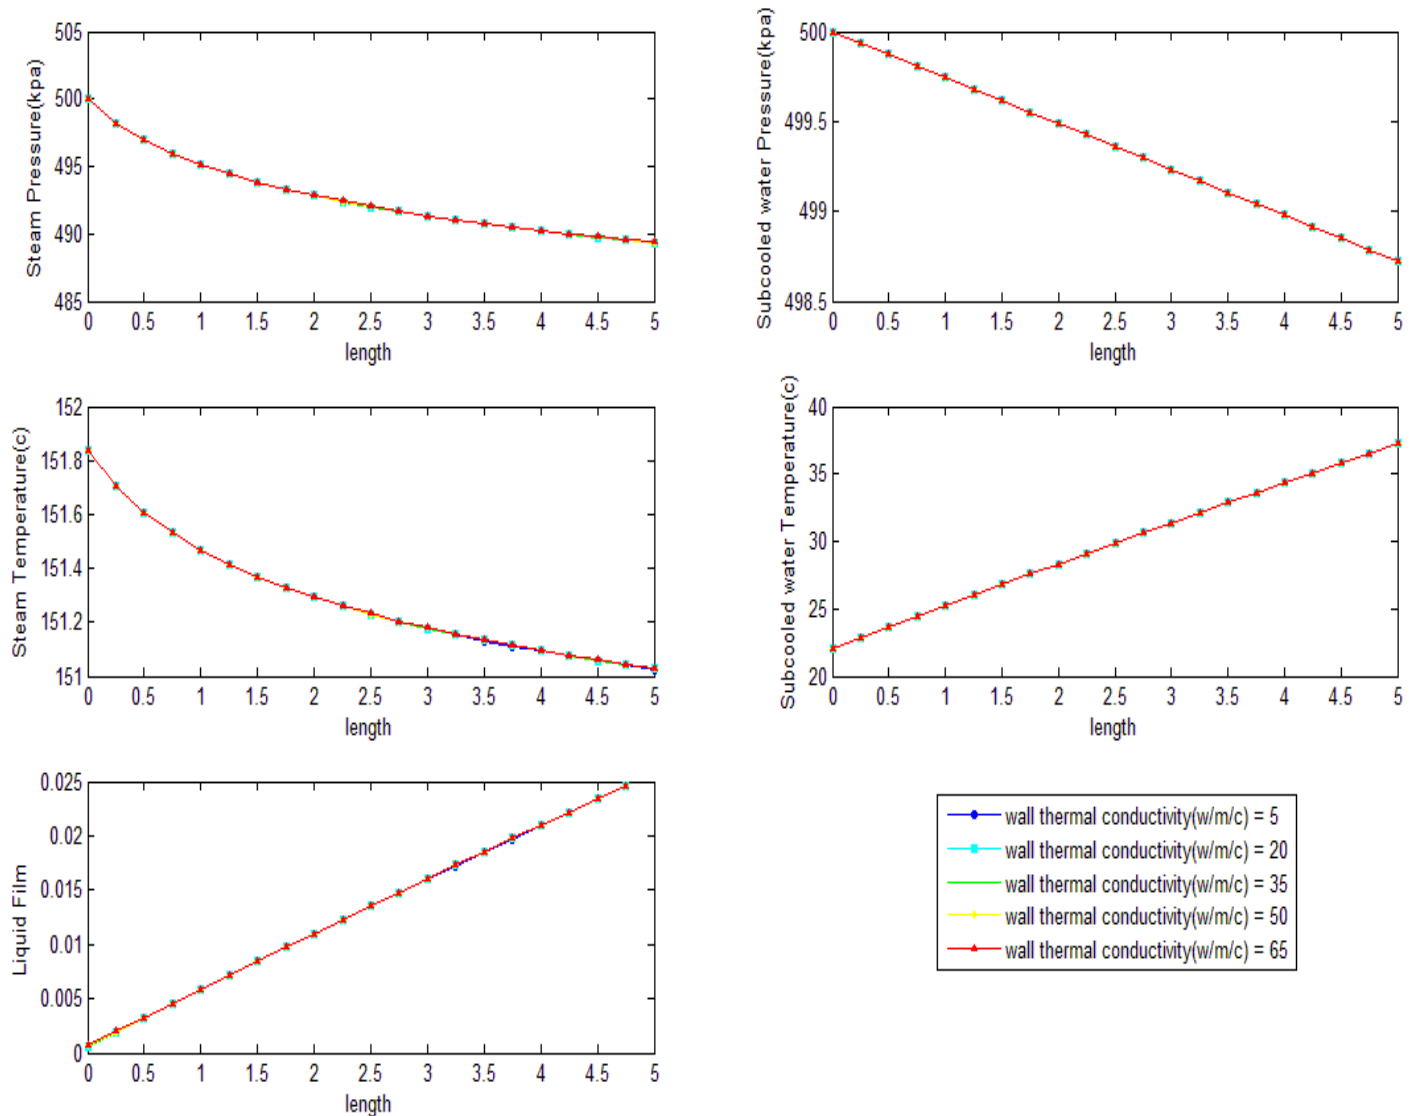 505
500
495
490
485
Steam Pressure(kpa)
0 0.5 1 1.5 2 2.5 3 3.5 4 4.5 5
length
500
499.5
499
498.5
Subcooled water Pressure(kpa)
0 0.5 1 1.5 2 2.5 3 3.5 4 4.5 5
length
152
151.8
151.6
151.4
151.2
151
Steam Temperature(c)
0 0.5 1 1.5 2 2.5 3 3.5 4 4.5 5
length
40
35
30
25
20
Subcooled water Temperature(c)
0 0.5 1 1.5 2 2.5 3 3.5 4 4.5 5
length
0.025
0.02
0.015
0.01
0.005
0
Liquid Film
0 0.5 1 1.5 2 2.5 3 3.5 4 4.5 5
length
wall thermal conductivity(w/m/c) = 5
wall thermal conductivity(w/m/c) = 20
wall thermal conductivity(w/m/c) = 35
wall thermal conductivity(w/m/c) = 50
wall thermal conductivity(w/m/c) = 65